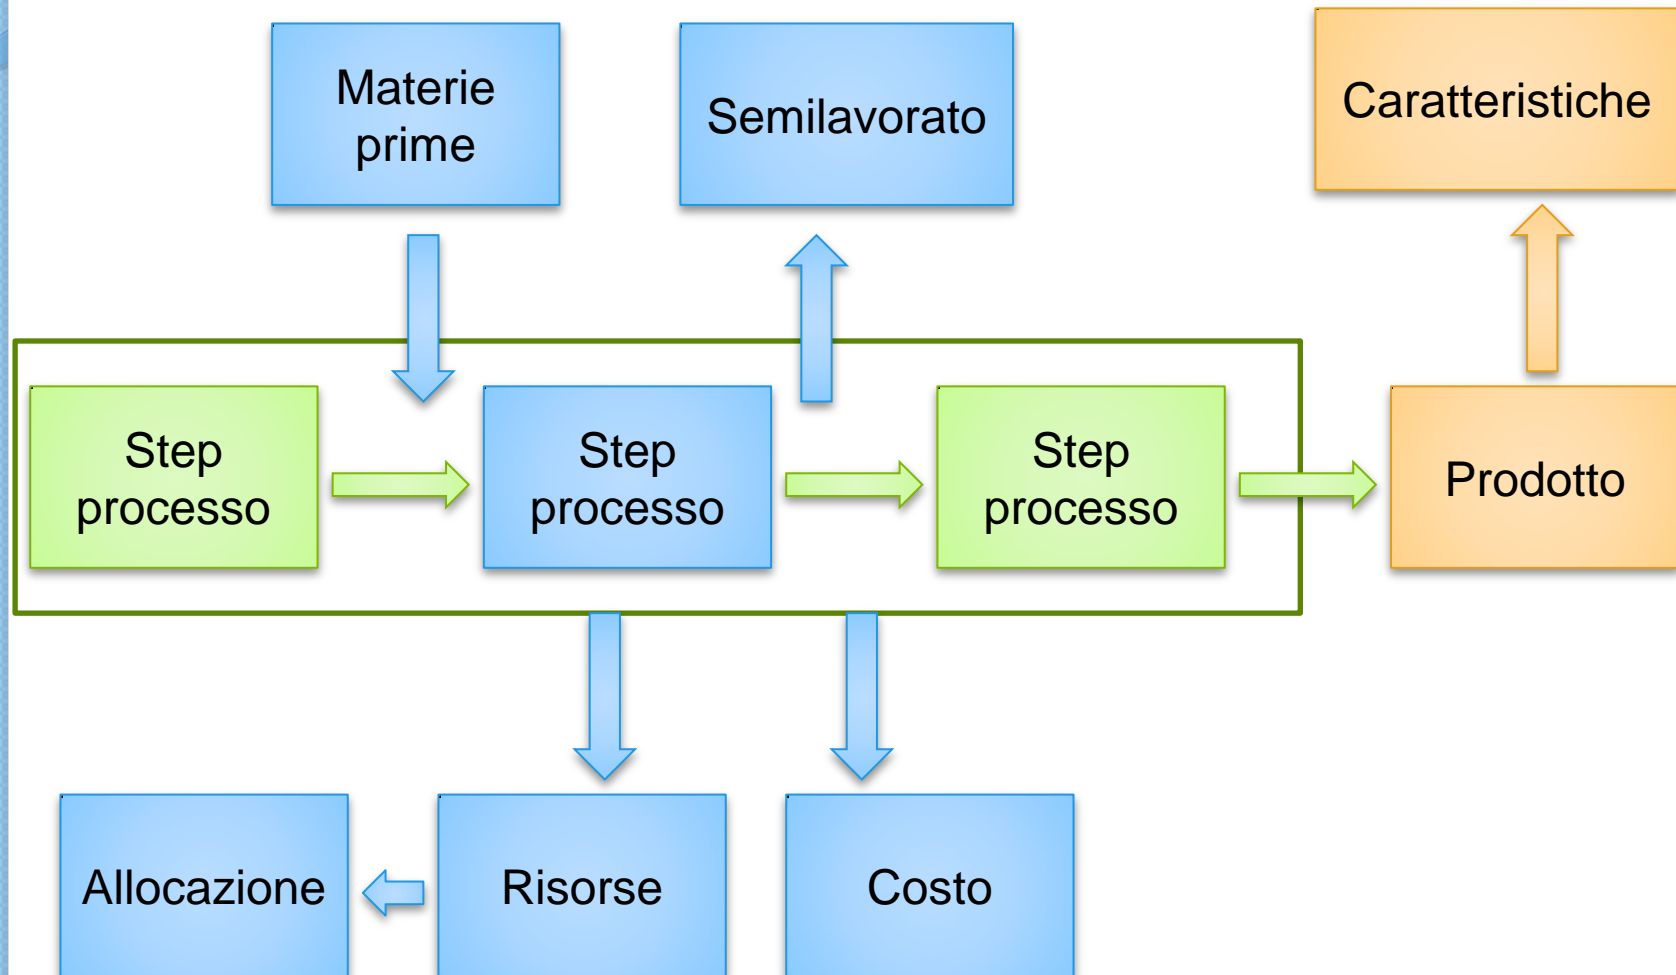 Materie
prime
Semilavorato
Caratteristiche
Step
processo
Step
processo
Step
processo
Prodotto
Allocazione
Risorse
Costo